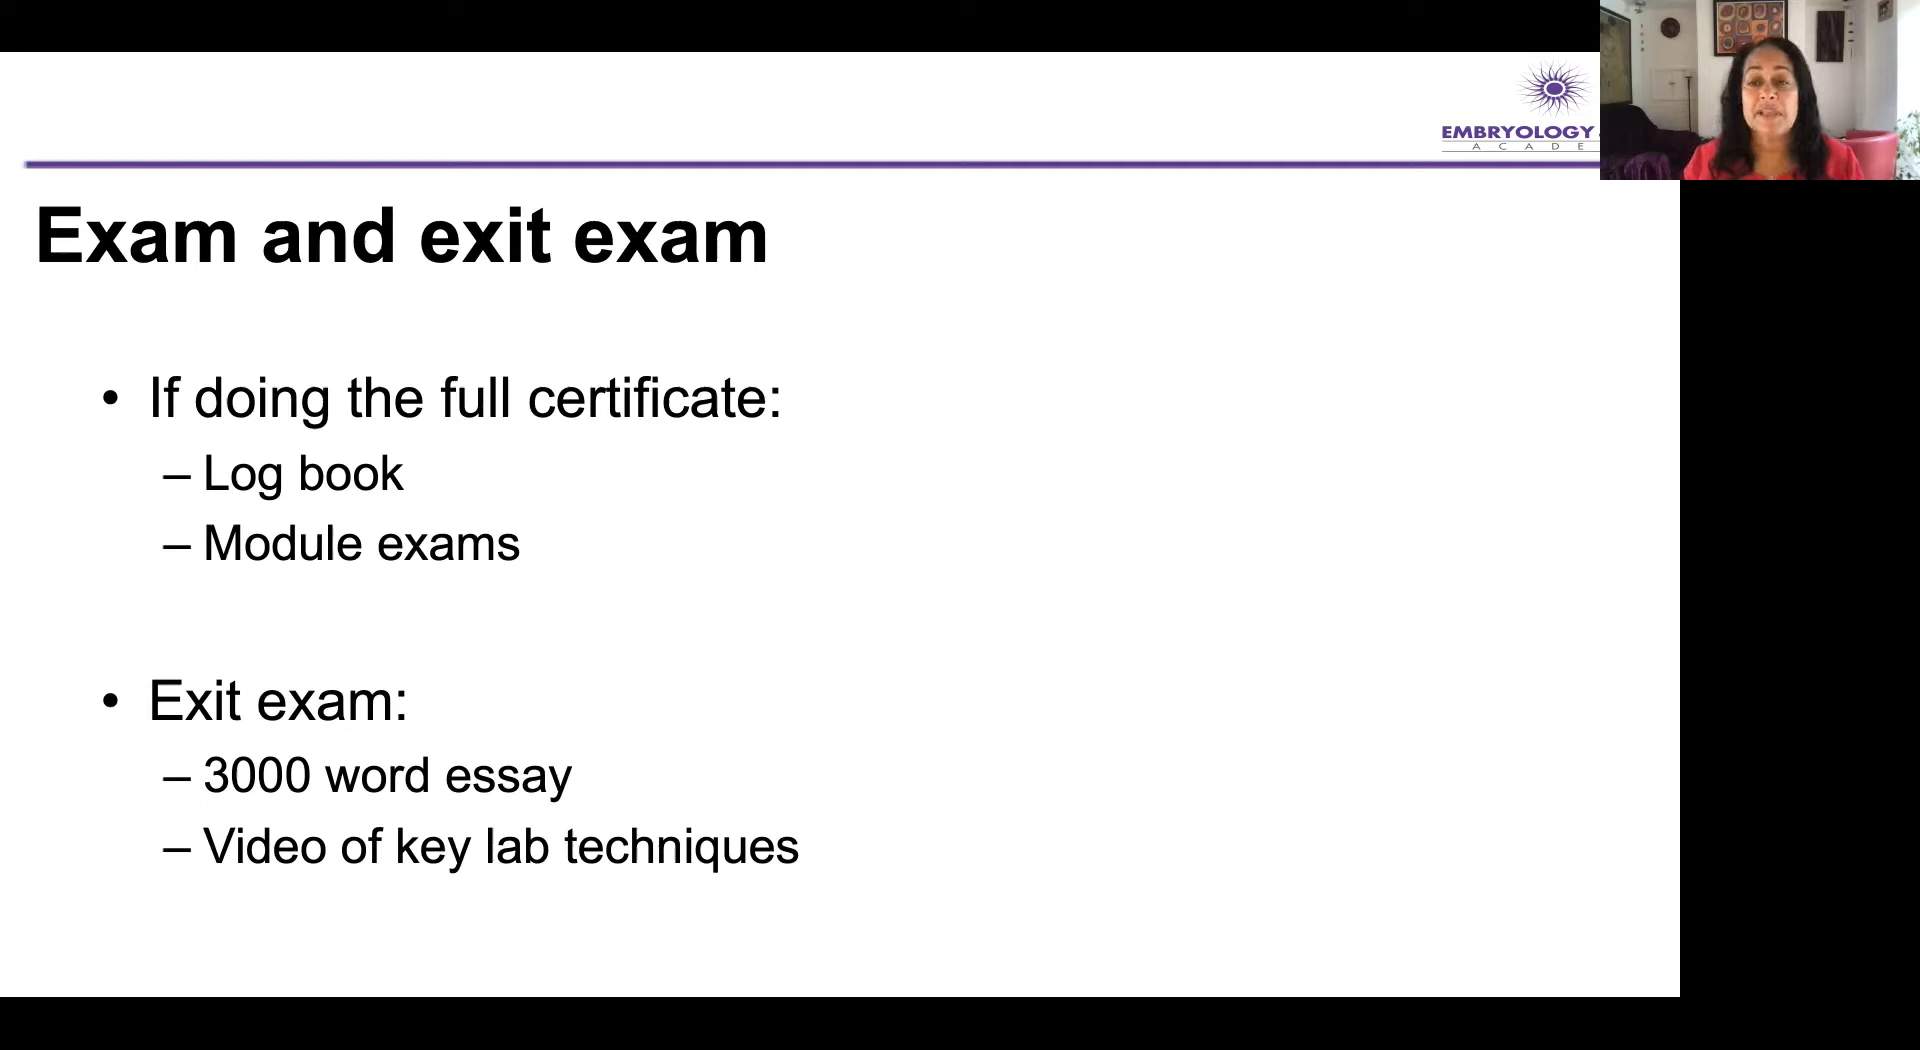 EMBRYOLOGY
ACADE
Exam and exit exam
• If doing the full certificate:
– Log book
– Module exams
• Exit exam:
– 3000 word essay
– Video of key lab techniques